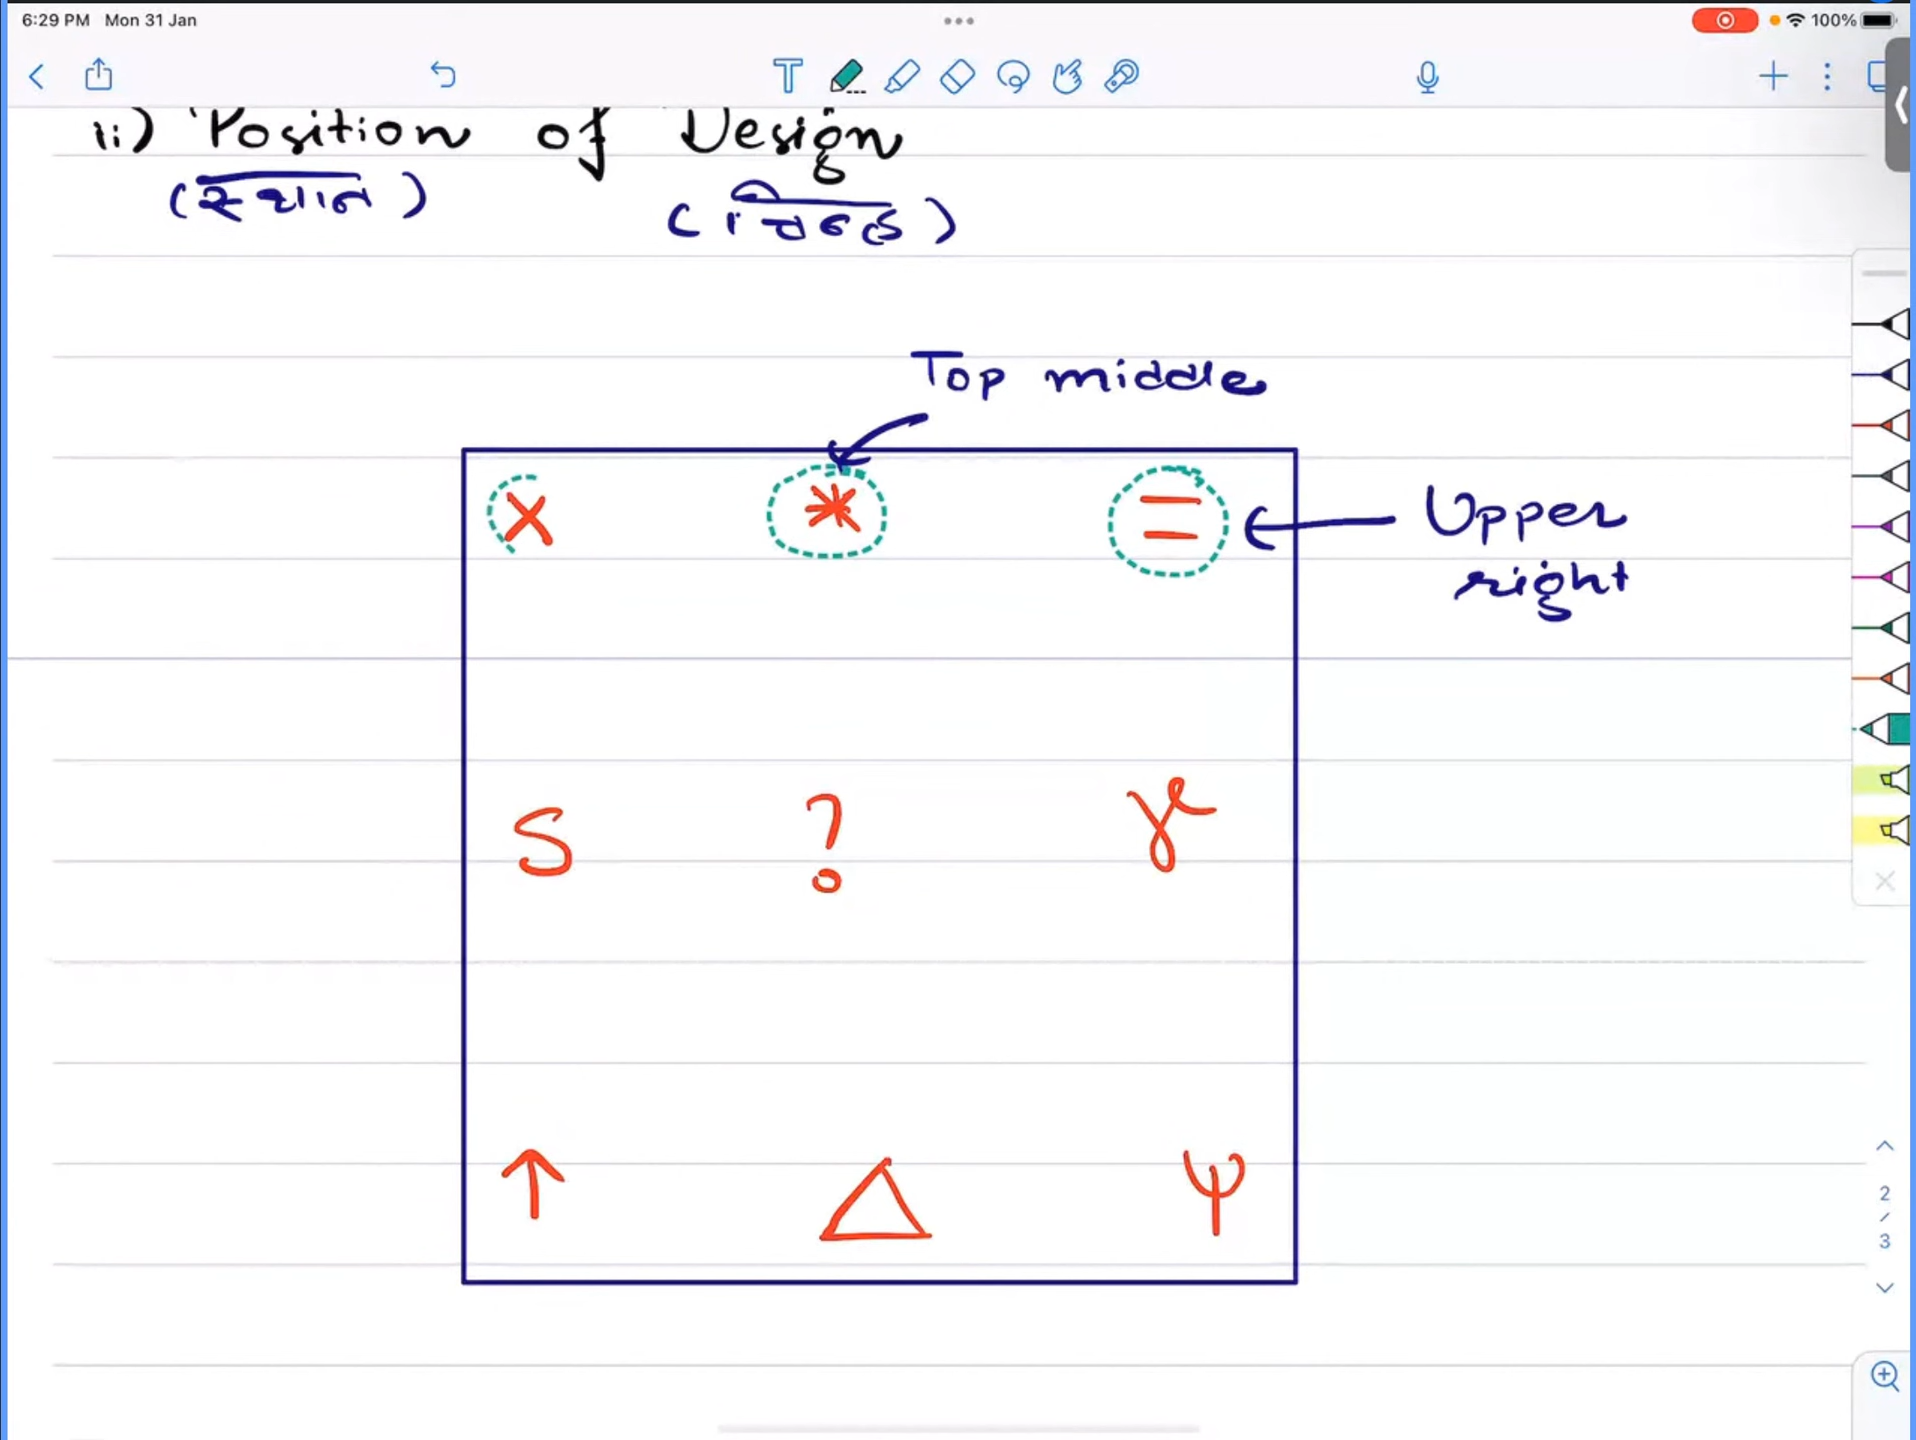 6:29 PM Mon 31 Jan
100%
ii) Position of Design
(स्थान) (चिन्ह)
Top middle
× * =
Upper
right
S ? γ
↑ △ ψ
2
/
3